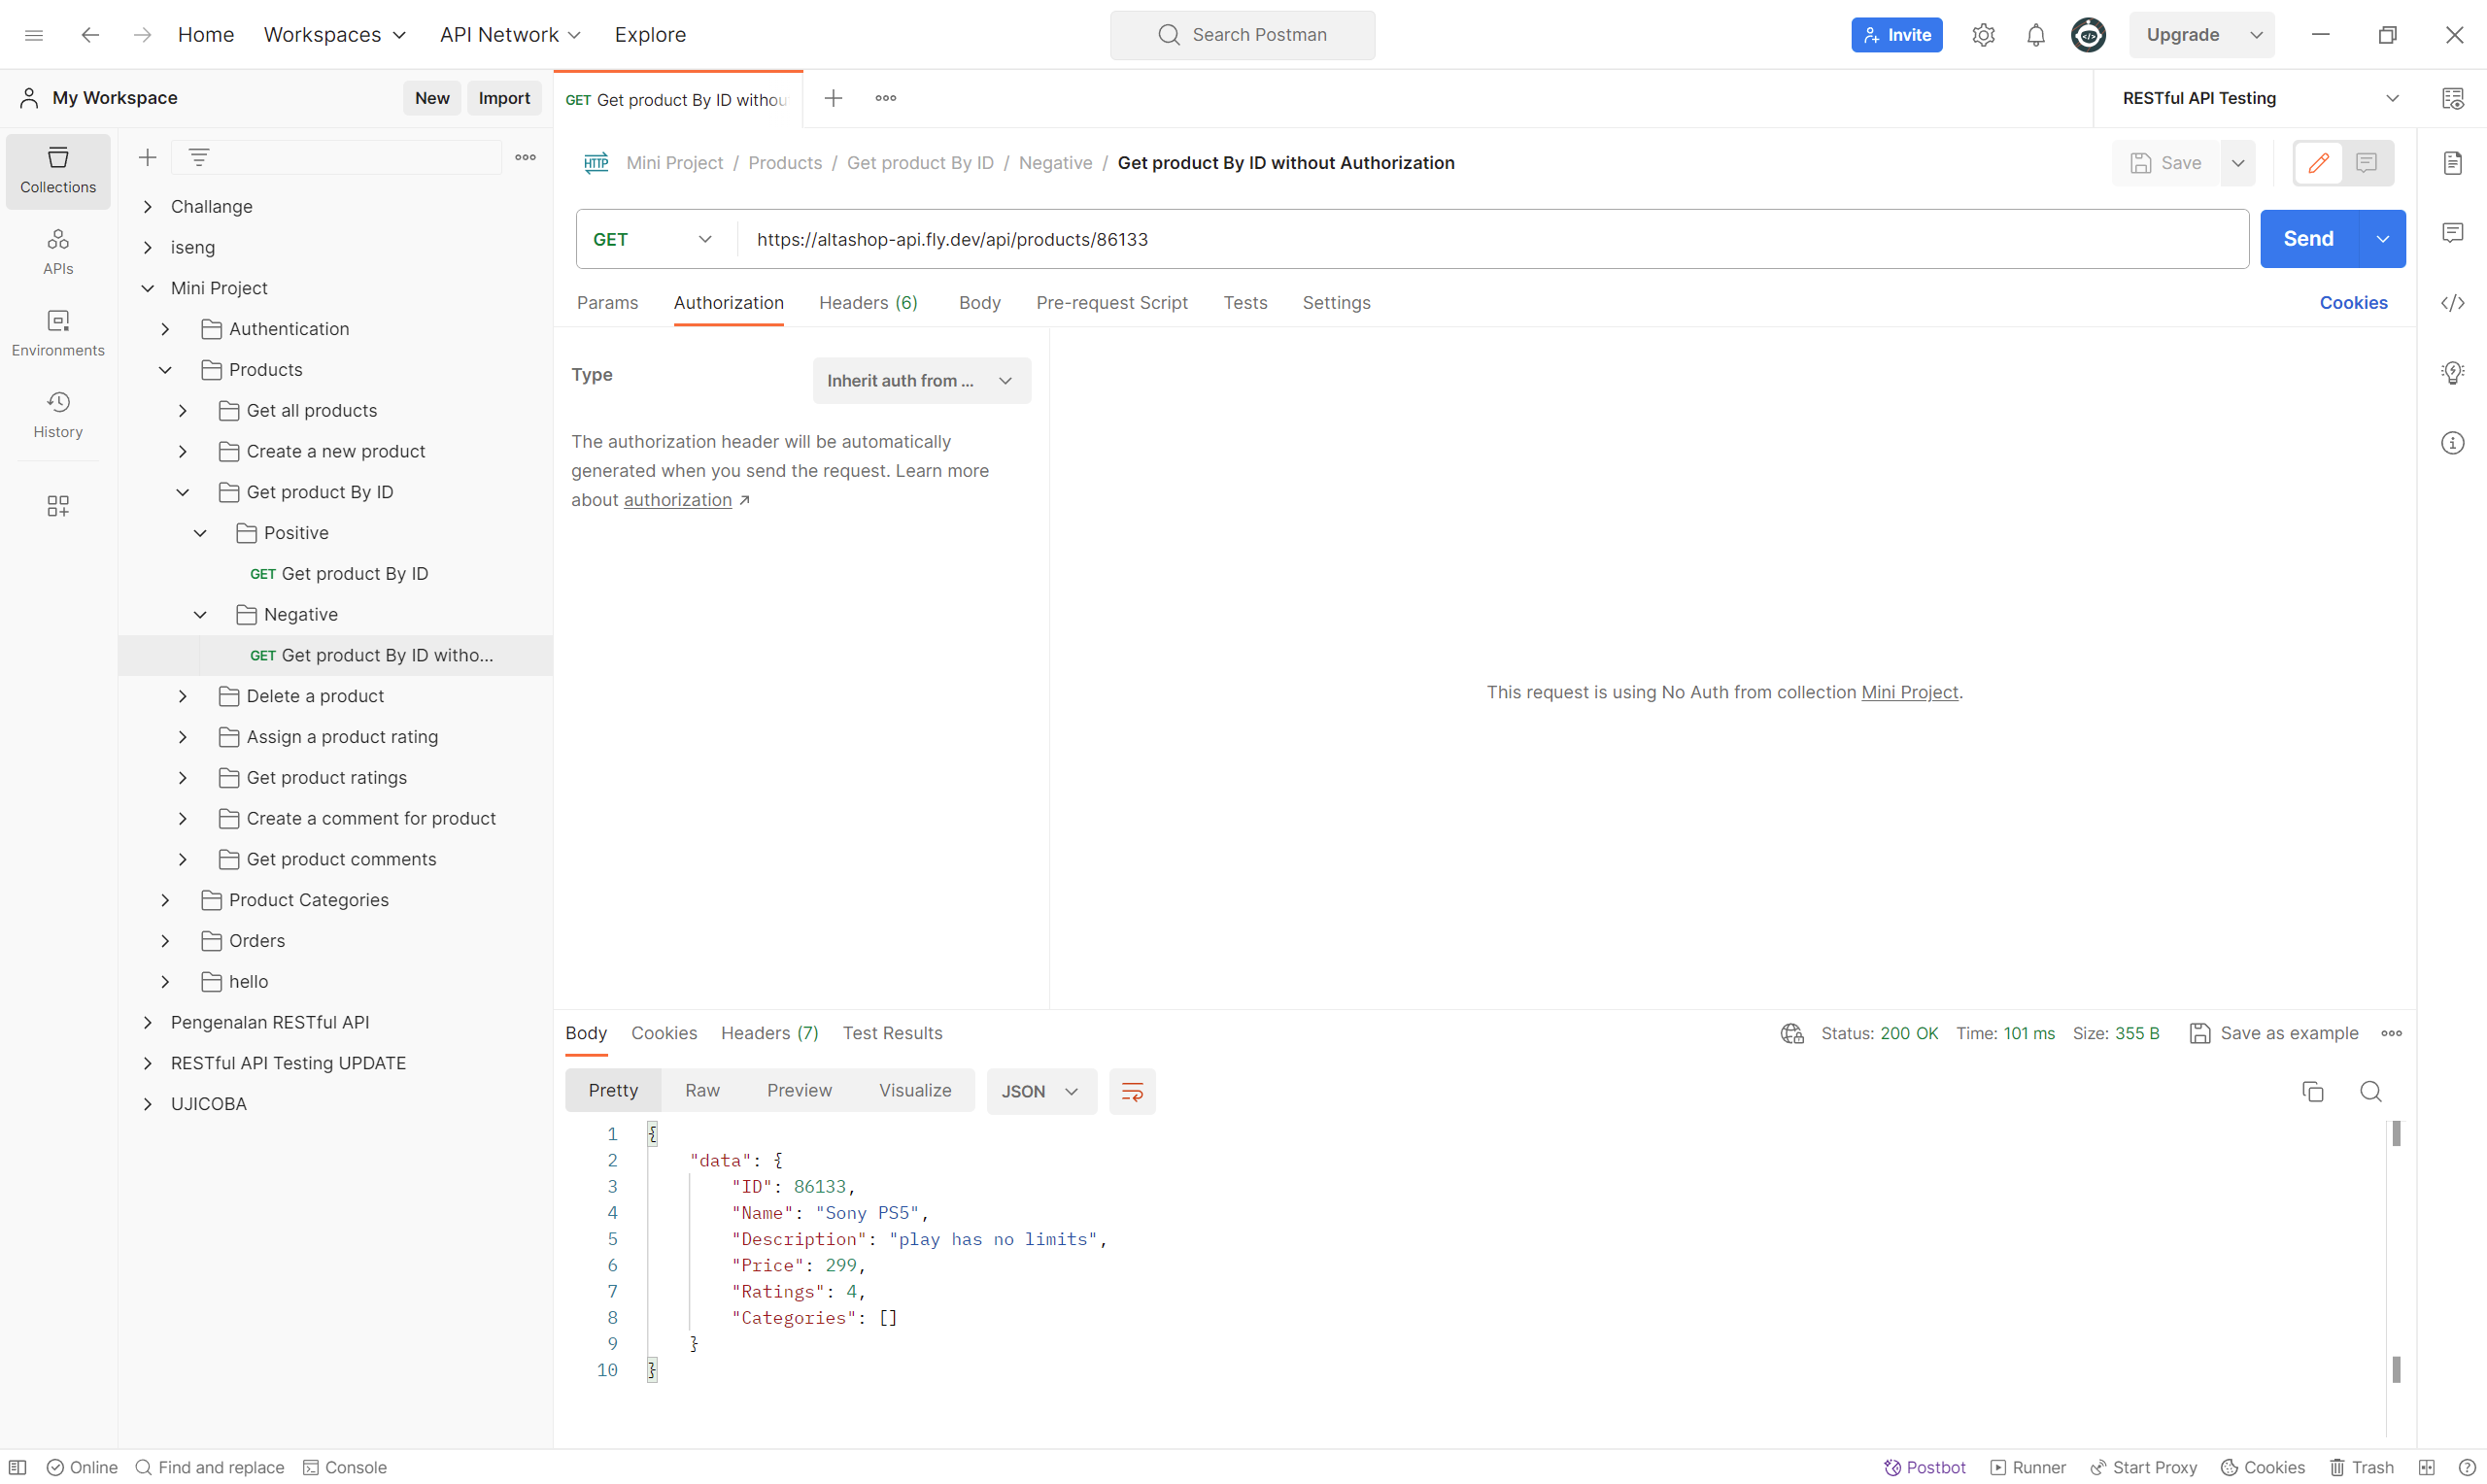 Home Workspaces API Network Explore Search Postman Invite Upgrade
My Workspace New Import
GET Get product By ID withou
RESTful API Testing
Collections
APIs
Environments
History
Challange
iseng
Mini Project
Authentication
Products
Get all products
Create a new product
Get product By ID
Positive
GET Get product By ID
Negative
GET Get product By ID witho...
Delete a product
Assign a product rating
Get product ratings
Create a comment for product
Get product comments
Product Categories
Orders
hello
Pengenalan RESTful API
RESTful API Testing UPDATE
UJICOBA
HTTP Mini Project / Products / Get product By ID / Negative / Get product By ID without Authorization
Save
GET https://altashop-api.fly.dev/api/products/86133 Send
Params Authorization Headers (6) Body Pre-request Script Tests Settings Cookies
Type Inherit auth from ...
The authorization header will be automatically
generated when you send the request. Learn more
about authorization ↗
This request is using No Auth from collection Mini Project.
Body Cookies Headers (7) Test Results Status: 200 OK Time: 101 ms Size: 355 B Save as example
Pretty Raw Preview Visualize JSON
1 {
2 "data": {
3 "ID": 86133,
4 "Name": "Sony PS5",
5 "Description": "play has no limits",
6 "Price": 299,
7 "Ratings": 4,
8 "Categories": []
9 }
10 }
Online Find and replace Console Postbot Runner Start Proxy Cookies Trash